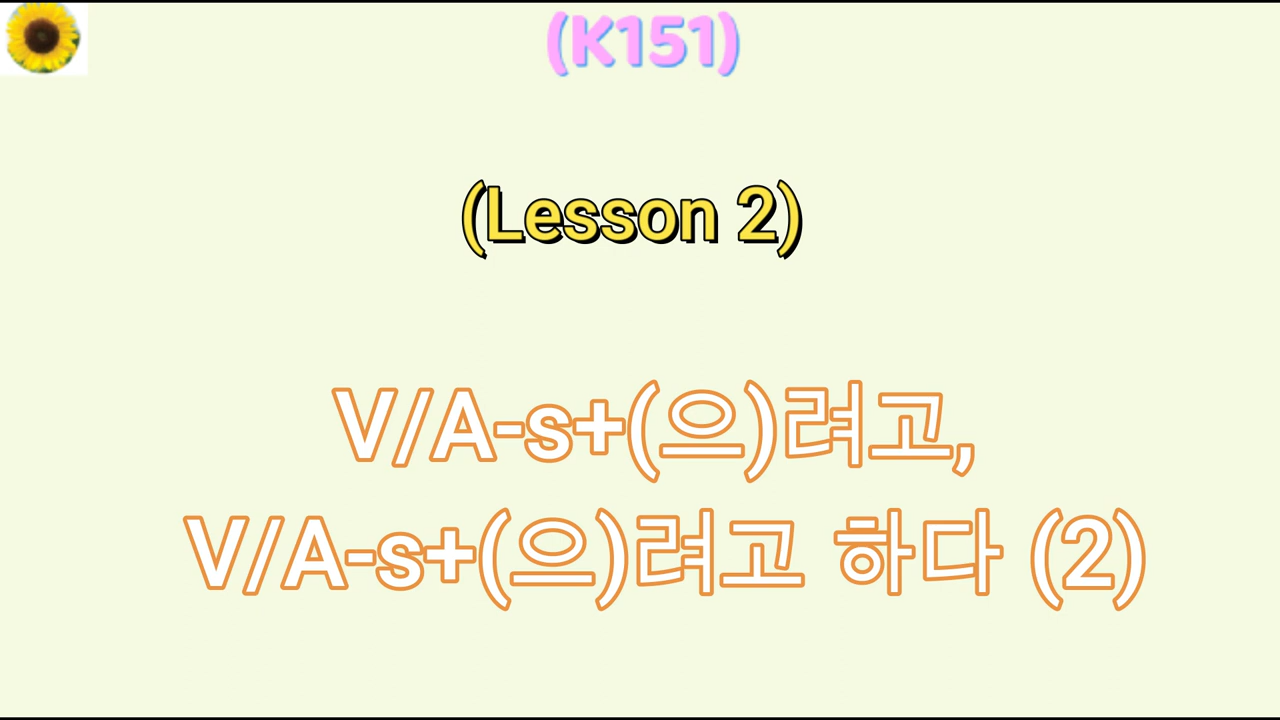 (K151)
(Lesson 2)
V/A-s+(으)려고,
V/A-s+(으)려고 하다 (2)